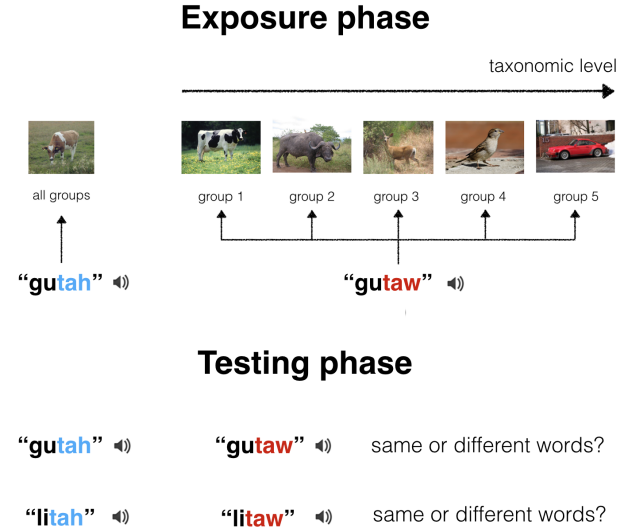 Exposure phase
taxonomic level
all groups
group 1 group 2 group 3 group 4 group 5
“gutah” “gutaw”
Testing phase
“gutah” “gutaw” same or different words?
“litah” “litaw” same or different words?